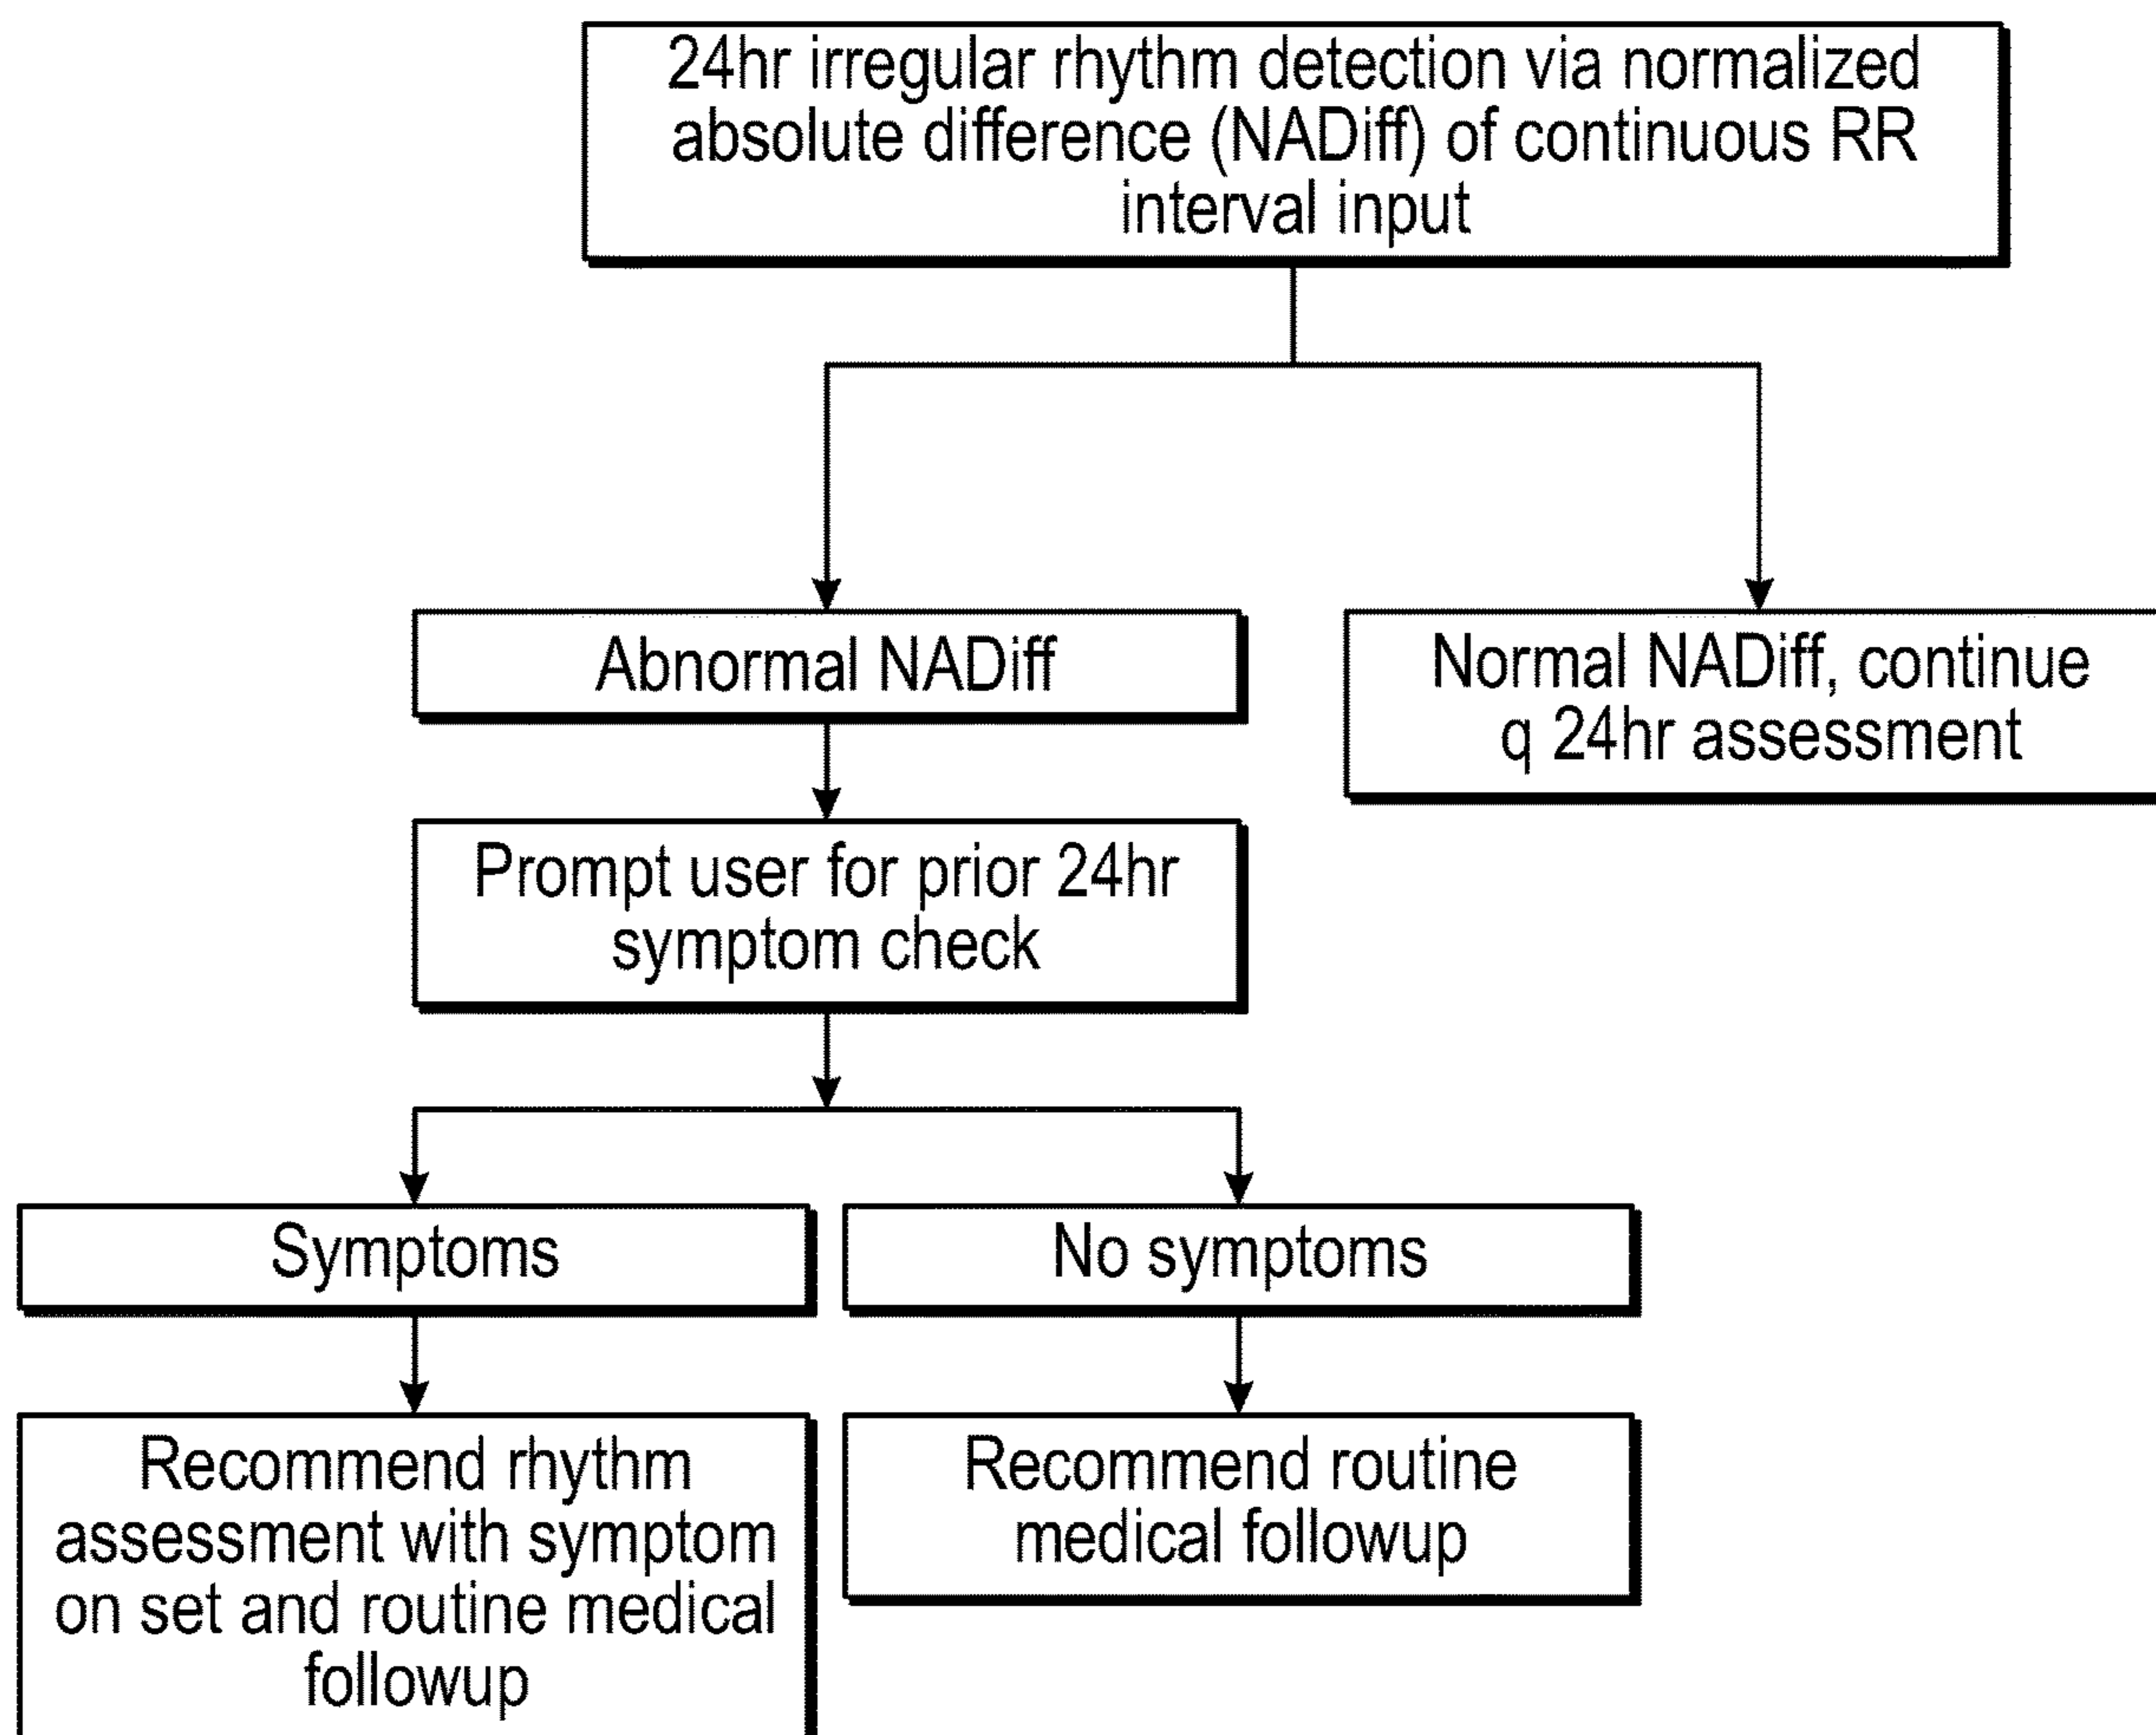 24hr irregular rhythm detection via normalized
absolute difference (NADiff) of continuous RR
interval input
Abnormal NADiff
Normal NADiff, continue
q 24hr assessment
Prompt user for prior 24hr
symptom check
Symptoms
No symptoms
Recommend rhythm
assessment with symptom
on set and routine medical
followup
Recommend routine
medical followup